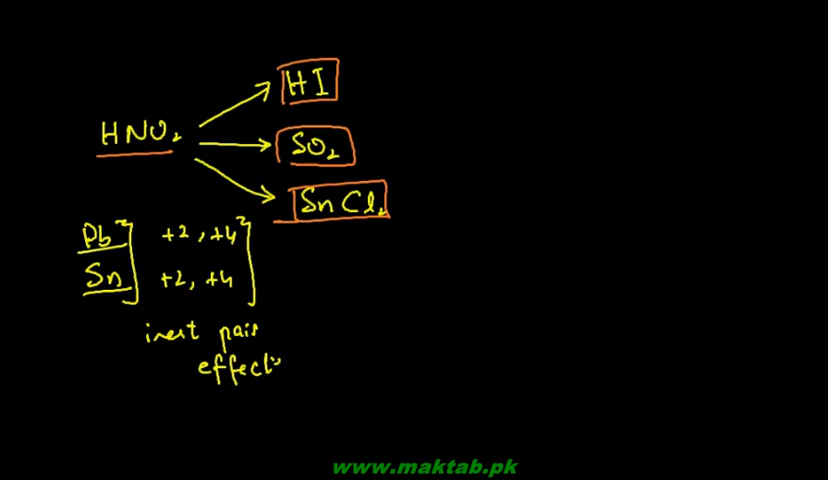 HI
HNO₂
SO₂
SnCl₂
Pb +2, +4
Sn +2, +4
inert pair
effect
www.maktab.pk